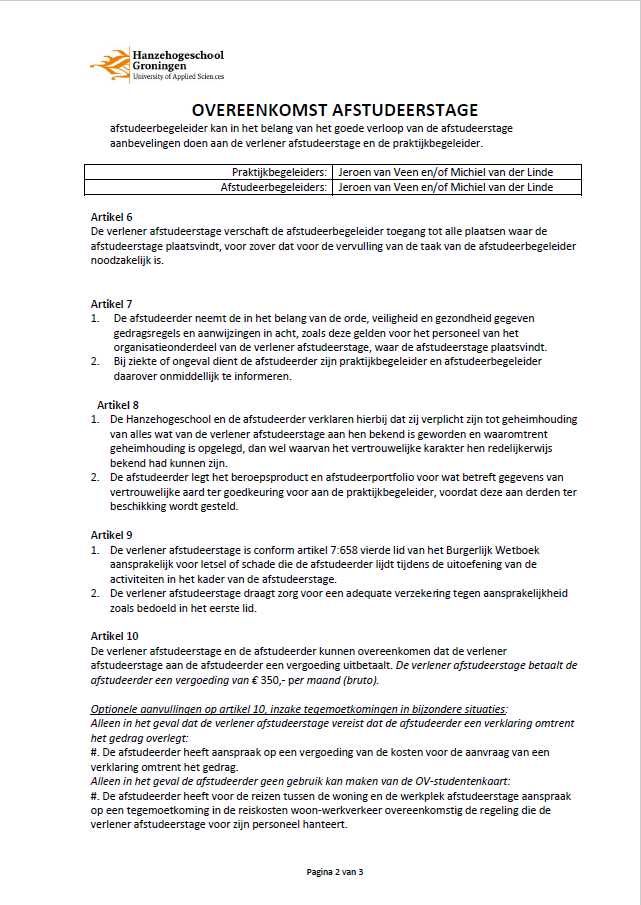 Hanzehogeschool
Groningen
University of Applied Sciences
OVEREENKOMST AFSTUDEERSTAGE
afstudeerbegeleider kan in het belang van het goede verloop van de afstudeerstage
aanbevelingen doen aan de verlener afstudeerstage en de praktijkbegeleider.
Praktijkbegeleiders: Jeroen van Veen en/of Michiel van der Linde
Afstudeerbegeleiders: Jeroen van Veen en/of Michiel van der Linde
Artikel 6
De verlener afstudeerstage verschaft de afstudeerbegeleider toegang tot alle plaatsen waar de
afstudeerstage plaatsvindt, voor zover dat voor de vervulling van de taak van de afstudeerbegeleider
noodzakelijk is.
Artikel 7
1. De afstudeerder neemt de in het belang van de orde, veiligheid en gezondheid gegeven
gedragsregels en aanwijzingen in acht, zoals deze gelden voor het personeel van het
organisatieonderdeel van de verlener afstudeerstage, waar de afstudeerstage plaatsvindt.
2. Bij ziekte of ongeval dient de afstudeerder zijn praktijkbegeleider en afstudeerbegeleider
daarover onmiddellijk te informeren.
Artikel 8
1. De Hanzehogeschool en de afstudeerder verklaren hierbij dat zij verplicht zijn tot geheimhouding
van alles wat van de verlener afstudeerstage aan hen bekend is geworden en waaromtrent
geheimhouding is opgelegd, dan wel waarvan het vertrouwelijke karakter hen redelijkerwijs
bekend had kunnen zijn.
2. De afstudeerder legt het beroepsproduct en afstudeerportfolio voor wat betreft gegevens van
vertrouwelijke aard ter goedkeuring voor aan de praktijkbegeleider, voordat deze aan derden ter
beschikking wordt gesteld.
Artikel 9
1. De verlener afstudeerstage is conform artikel 7:658 vierde lid van het Burgerlijk Wetboek
aansprakelijk voor letsel of schade die de afstudeerder lijdt tijdens de uitoefening van de
activiteiten in het kader van de afstudeerstage.
2. De verlener afstudeerstage draagt zorg voor een adequate verzekering tegen aansprakelijkheid
zoals bedoeld in het eerste lid.
Artikel 10
De verlener afstudeerstage en de afstudeerder kunnen overeenkomen dat de verlener
afstudeerstage aan de afstudeerder een vergoeding uitbetaalt. De verlener afstudeerstage betaalt de
afstudeerder een vergoeding van € 350,- per maand (bruto).
Optionele aanvullingen op artikel 10, inzake tegemoetkomingen in bijzondere situaties:
Alleen in het geval dat de verlener afstudeerstage vereist dat de afstudeerder een verklaring omtrent
het gedrag overlegt:
#. De afstudeerder heeft aanspraak op een vergoeding van de kosten voor de aanvraag van een
verklaring omtrent het gedrag.
Alleen in het geval de afstudeerder geen gebruik kan maken van de OV-studentenkaart:
#. De afstudeerder heeft voor de reizen tussen de woning en de werkplek afstudeerstage aanspraak
op een tegemoetkoming in de reiskosten woon-werkverkeer overeenkomstig de regeling die de
verlener afstudeerstage voor zijn personeel hanteert.
Pagina 2 van 3